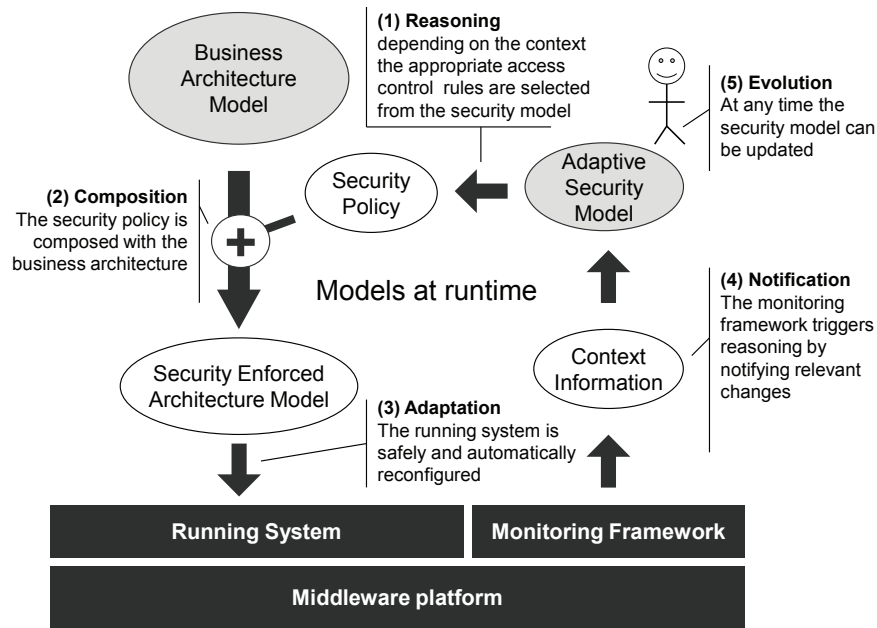 Business
Architecture
Model
(1) Reasoning
depending on the context
the appropriate access
control rules are selected
from the security model
(5) Evolution
At any time the
security model can
be updated
Adaptive
Security
Model
Security
Policy
(2) Composition
The security policy is
composed with the
business architecture
+
Models at runtime
(4) Notification
The monitoring
framework triggers
reasoning by
notifying relevant
changes
Security Enforced
Architecture Model
Context
Information
(3) Adaptation
The running system is
safely and automatically
reconfigured
Running System
Monitoring Framework
Middleware platform